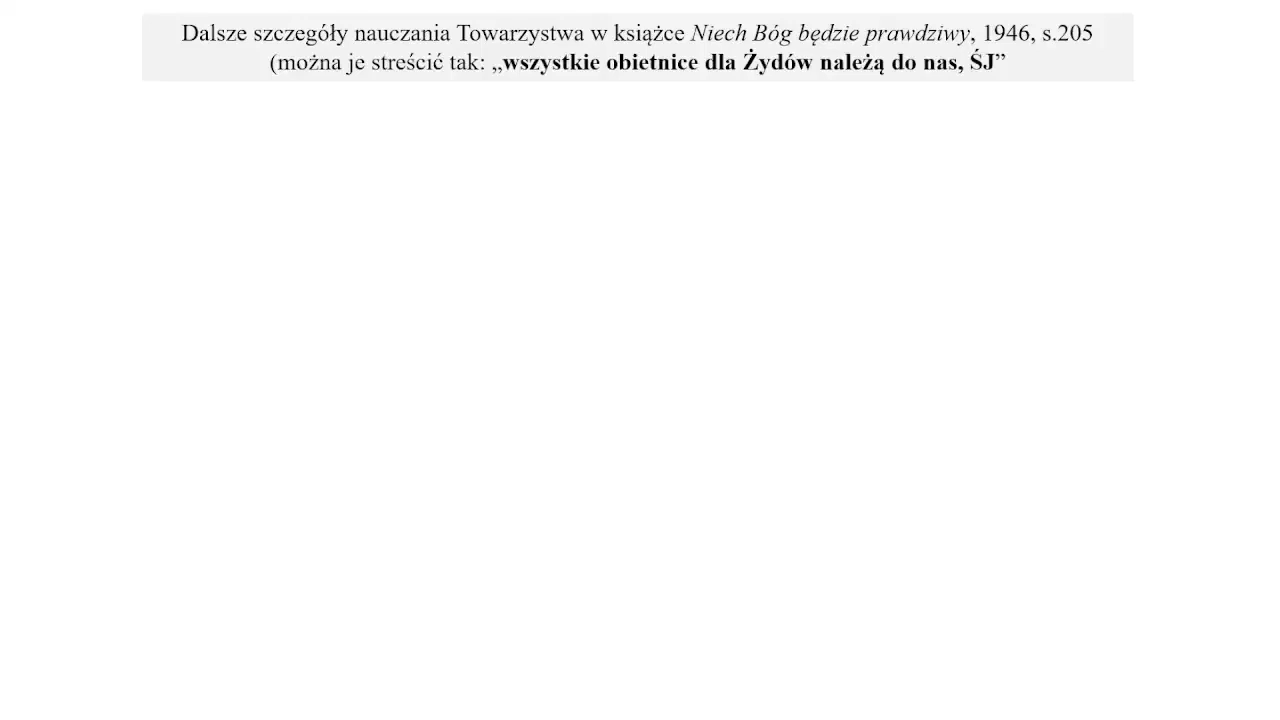 Dalsze szczegóły nauczania Towarzystwa w książce Niech Bóg będzie prawdziwy, 1946, s.205
(można je streścić tak: „wszystkie obietnice dla Żydów należą do nas, ŚJ”